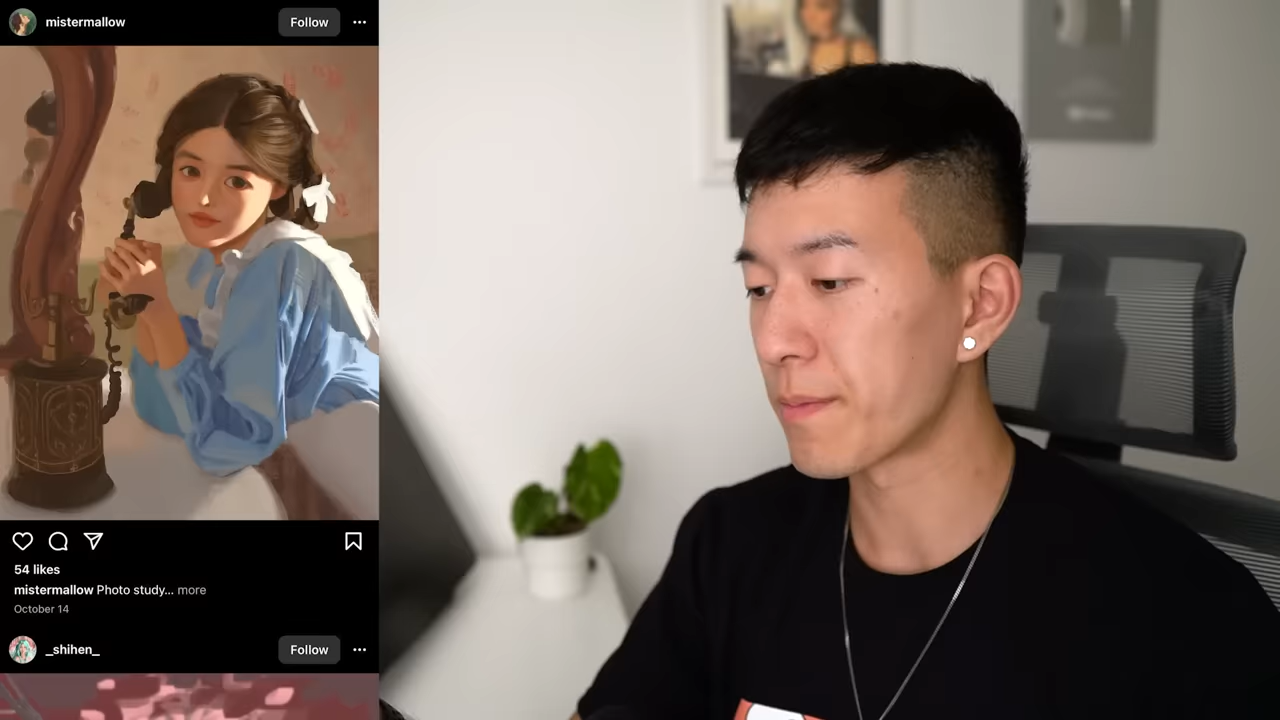 mistermallow
Follow
54 likes
mistermallow Photo study... more
October 14
_shihen_
Follow